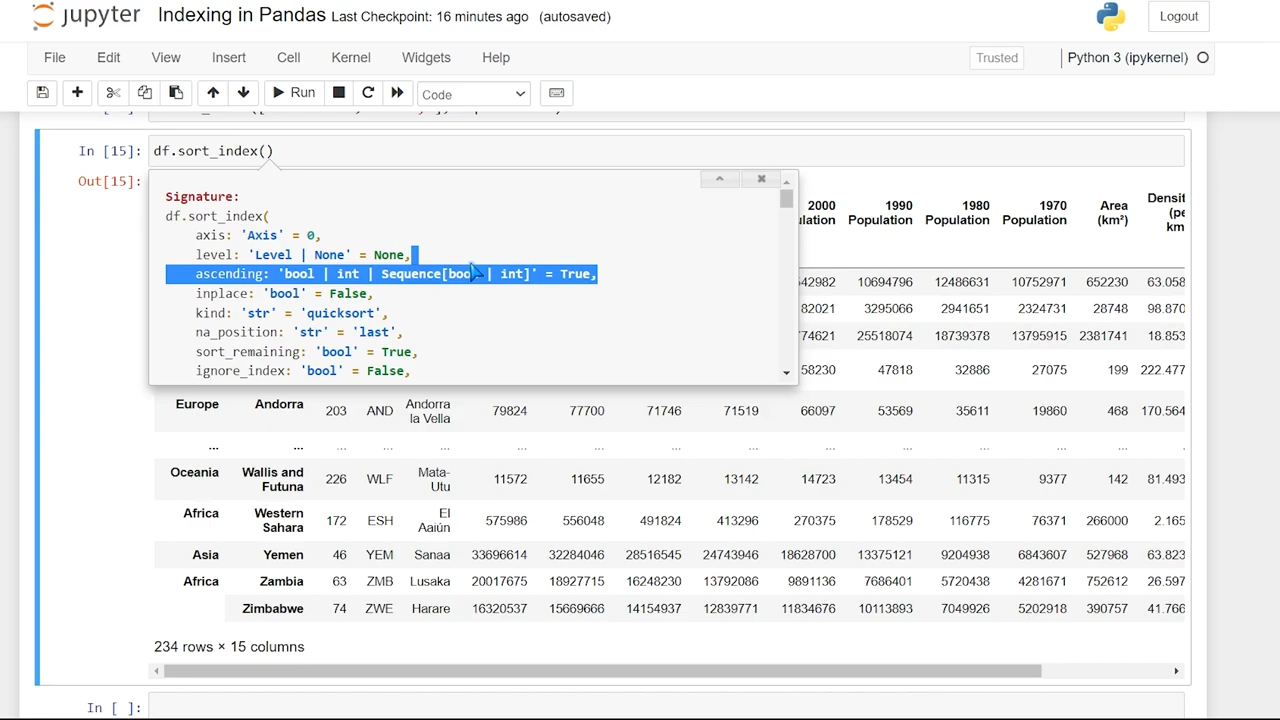 jupyter Indexing in Pandas Last Checkpoint: 16 minutes ago (autosaved) Logout
File Edit View Insert Cell Kernel Widgets Help Trusted Python 3 (ipykernel)
Run Code
In [15]: df.sort_index()
Out[15]:
Signature:
df.sort_index(
axis: 'Axis' = 0,
level: 'Level | None' = None,
ascending: 'bool | int | Sequence[bool | int]' = True,
inplace: 'bool' = False,
kind: 'str' = 'quicksort',
na_position: 'str' = 'last',
sort_remaining: 'bool' = True,
ignore_index: 'bool' = False,
2000 1990 1980 1970 Area Densit
ulation Population Population Population (km²) (pe
km
542982 10694796 12486631 10752971 652230 63.058
82021 3295066 2941651 2324731 28748 98.870
774621 25518074 18739378 13795915 2381741 18.853
58230 47818 32886 27075 199 222.477
Europe Andorra 203 AND Andorra la Vella 79824 77700 71746 71519 66097 53569 35611 19860 468 170.564
... ... ... ... ... ... ... ... ... ... ... ... ... ... ...
Oceania Wallis and Futuna 226 WLF Mata-Utu 11572 11655 12182 13142 14723 13454 11315 9377 142 81.493
Africa Western Sahara 172 ESH El Aaiún 575986 556048 491824 413296 270375 178529 116775 76371 266000 2.165
Asia Yemen 46 YEM Sanaa 33696614 32284046 28516545 24743946 18628700 13375121 9204938 6843607 527968 63.823
Africa Zambia 63 ZMB Lusaka 20017675 18927715 16248230 13792086 9891136 7686401 5720438 4281671 752612 26.597
Zimbabwe 74 ZWE Harare 16320537 15669666 14154937 12839771 11834676 10113893 7049926 5202918 390757 41.766
234 rows × 15 columns
In [ ]: